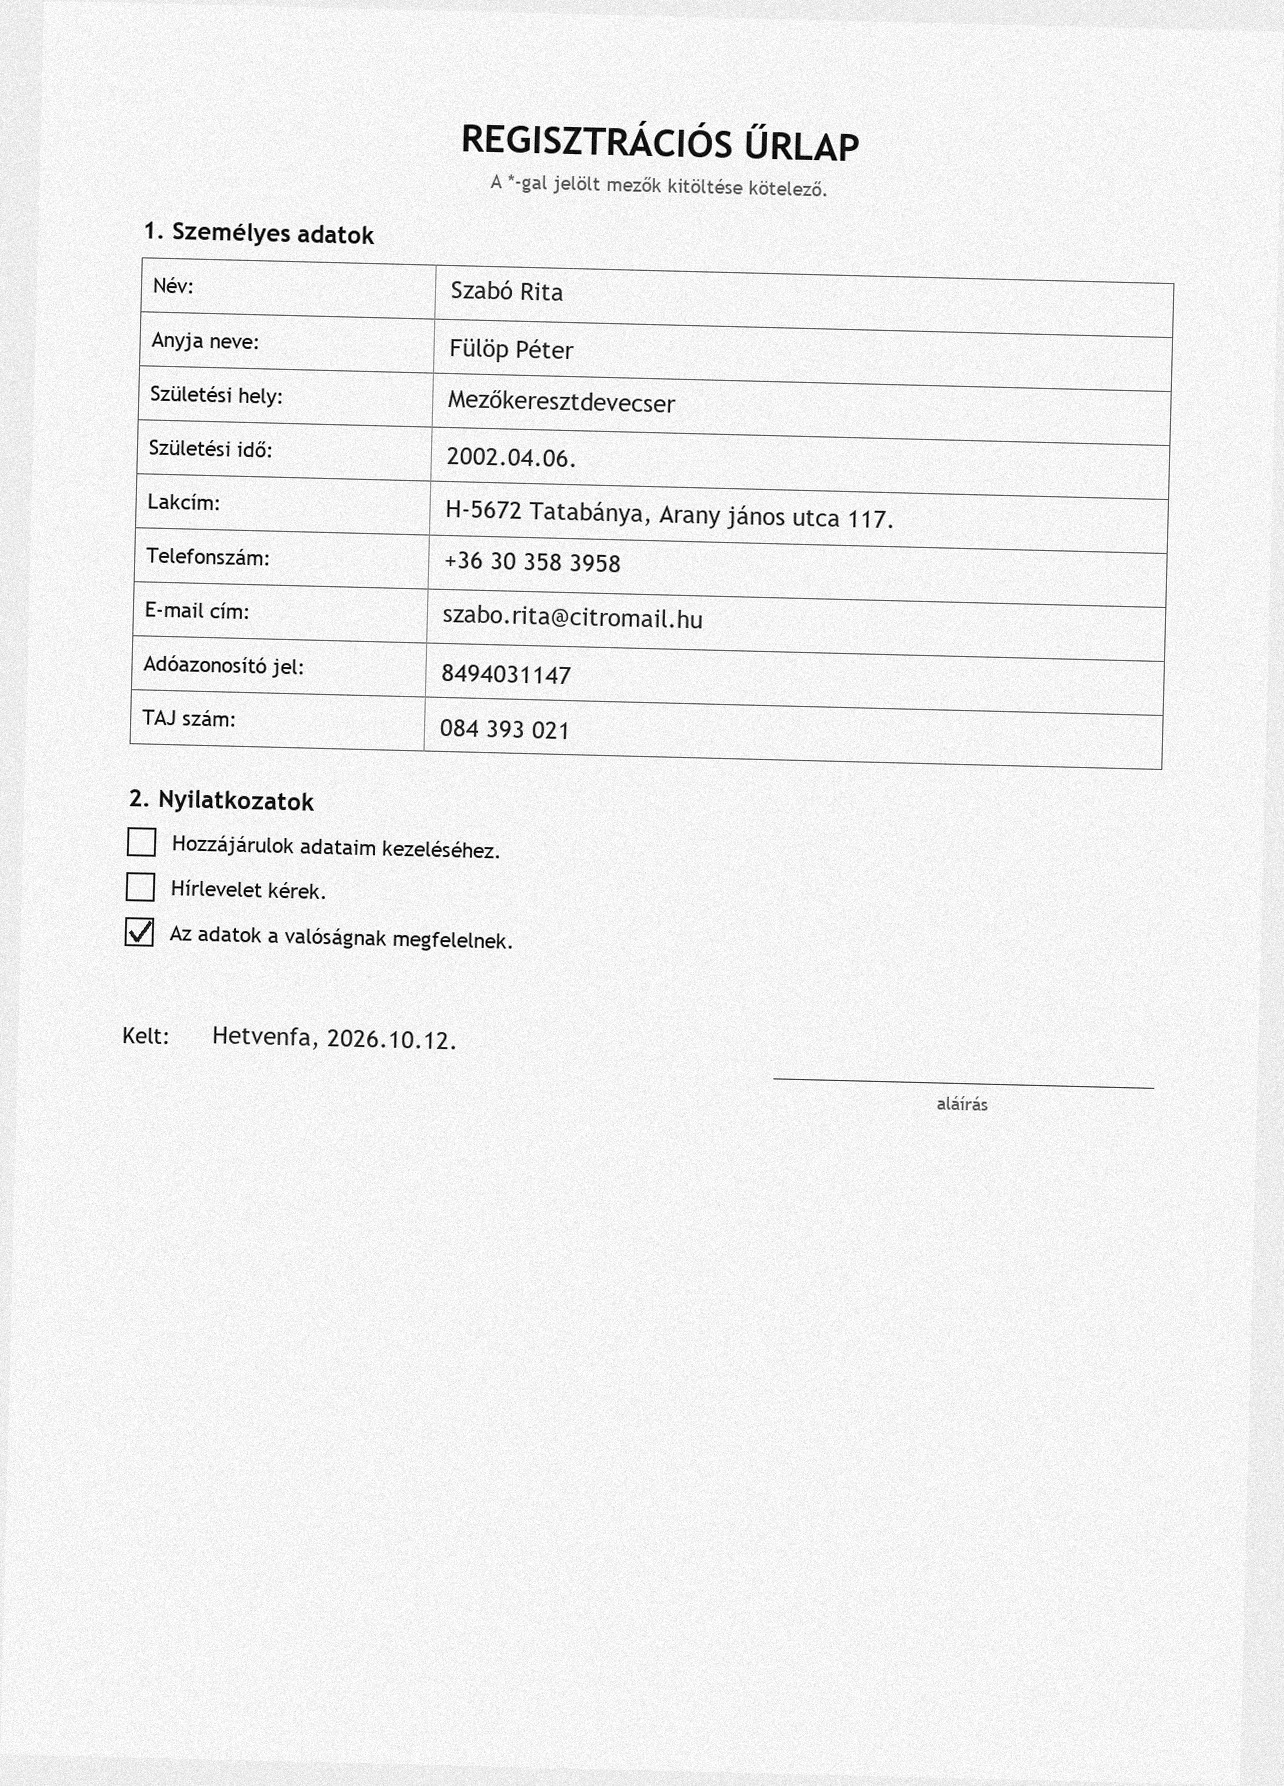 REGISZTRÁCIÓS ŰRLAP
A *-gal jelölt mezők kitöltése kötelező.
1. Személyes adatok
Név: Szabó Rita
Anyja neve: Fülöp Péter
Születési hely: Mezőkeresztdevecser
Születési idő: 2002.04.06.
Lakcím: H-5672 Tatabánya, Arany jános utca 117.
Telefonszám: +36 30 358 3958
E-mail cím: szabo.rita@citromail.hu
Adóazonosító jel: 8494031147
TAJ szám: 084 393 021
2. Nyilatkozatok
Hozzájárulok adataim kezeléséhez.
Hírlevelet kérek.
Az adatok a valóságnak megfelelnek.
Kelt: Hetvenfa, 2026.10.12.
aláírás